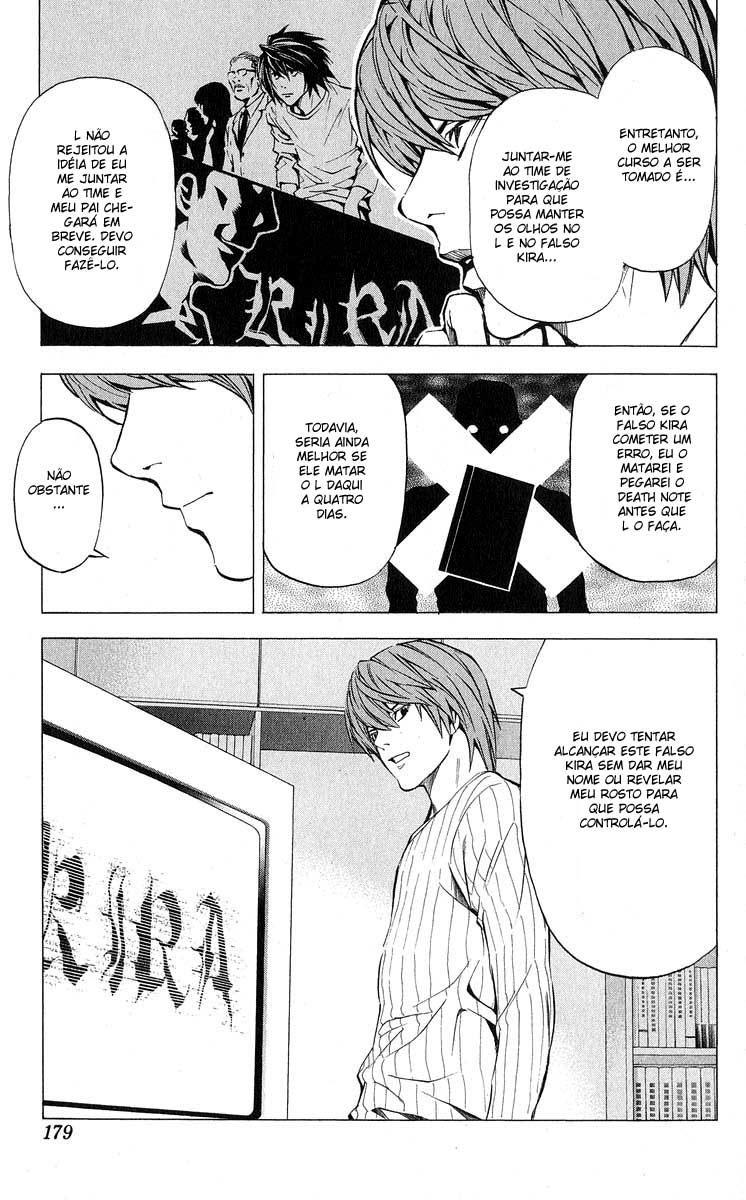 ENTRETANTO,
O MELHOR
CURSO A SER
TOMADO É...
JUNTAR-ME
AO TIME DE
INVESTIGAÇÃO
PARA QUE
POSSA MANTER
OS OLHOS NO
L E NO FALSO
KIRA...
L NÃO
REJEITOU A
IDÉIA DE EU
ME JUNTAR
AO TIME E
MEU PAI CHE-
GARÁ EM
BREVE. DEVO
CONSEGUIR
FAZÊ-LO.
KIRA
ENTÃO, SE O
FALSO KIRA
COMETER UM
ERRO, EU O
MATAREI E
PEGAREI O
DEATH NOTE
ANTES QUE
L O FAÇA.
TODAVIA,
SERIA AINDA
MELHOR SE
ELE MATAR
O L DAQUI
A QUATRO
DIAS.
NÃO
OBSTANTE
...
EU DEVO TENTAR
ALCANÇAR ESTE FALSO
KIRA SEM DAR MEU
NOME OU REVELAR
MEU ROSTO PARA
QUE POSSA
CONTROLÁ-LO.
KIRA
179